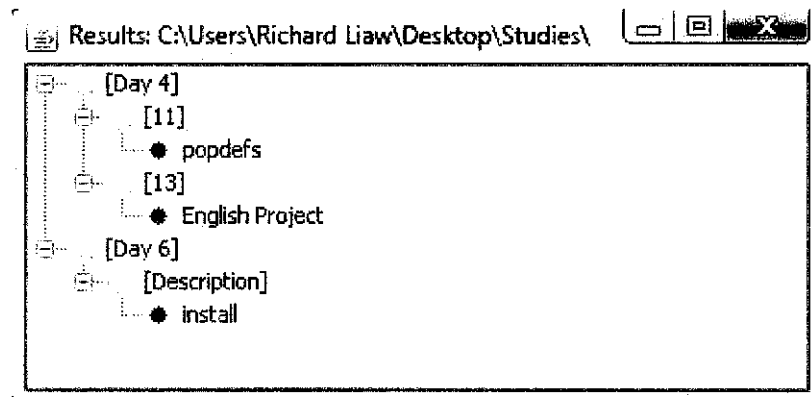 Results: C:\Users\Richard Liaw\Desktop\Studies\
[Day 4]
[11]
popdefs
[13]
English Project
[Day 6]
[Description]
install